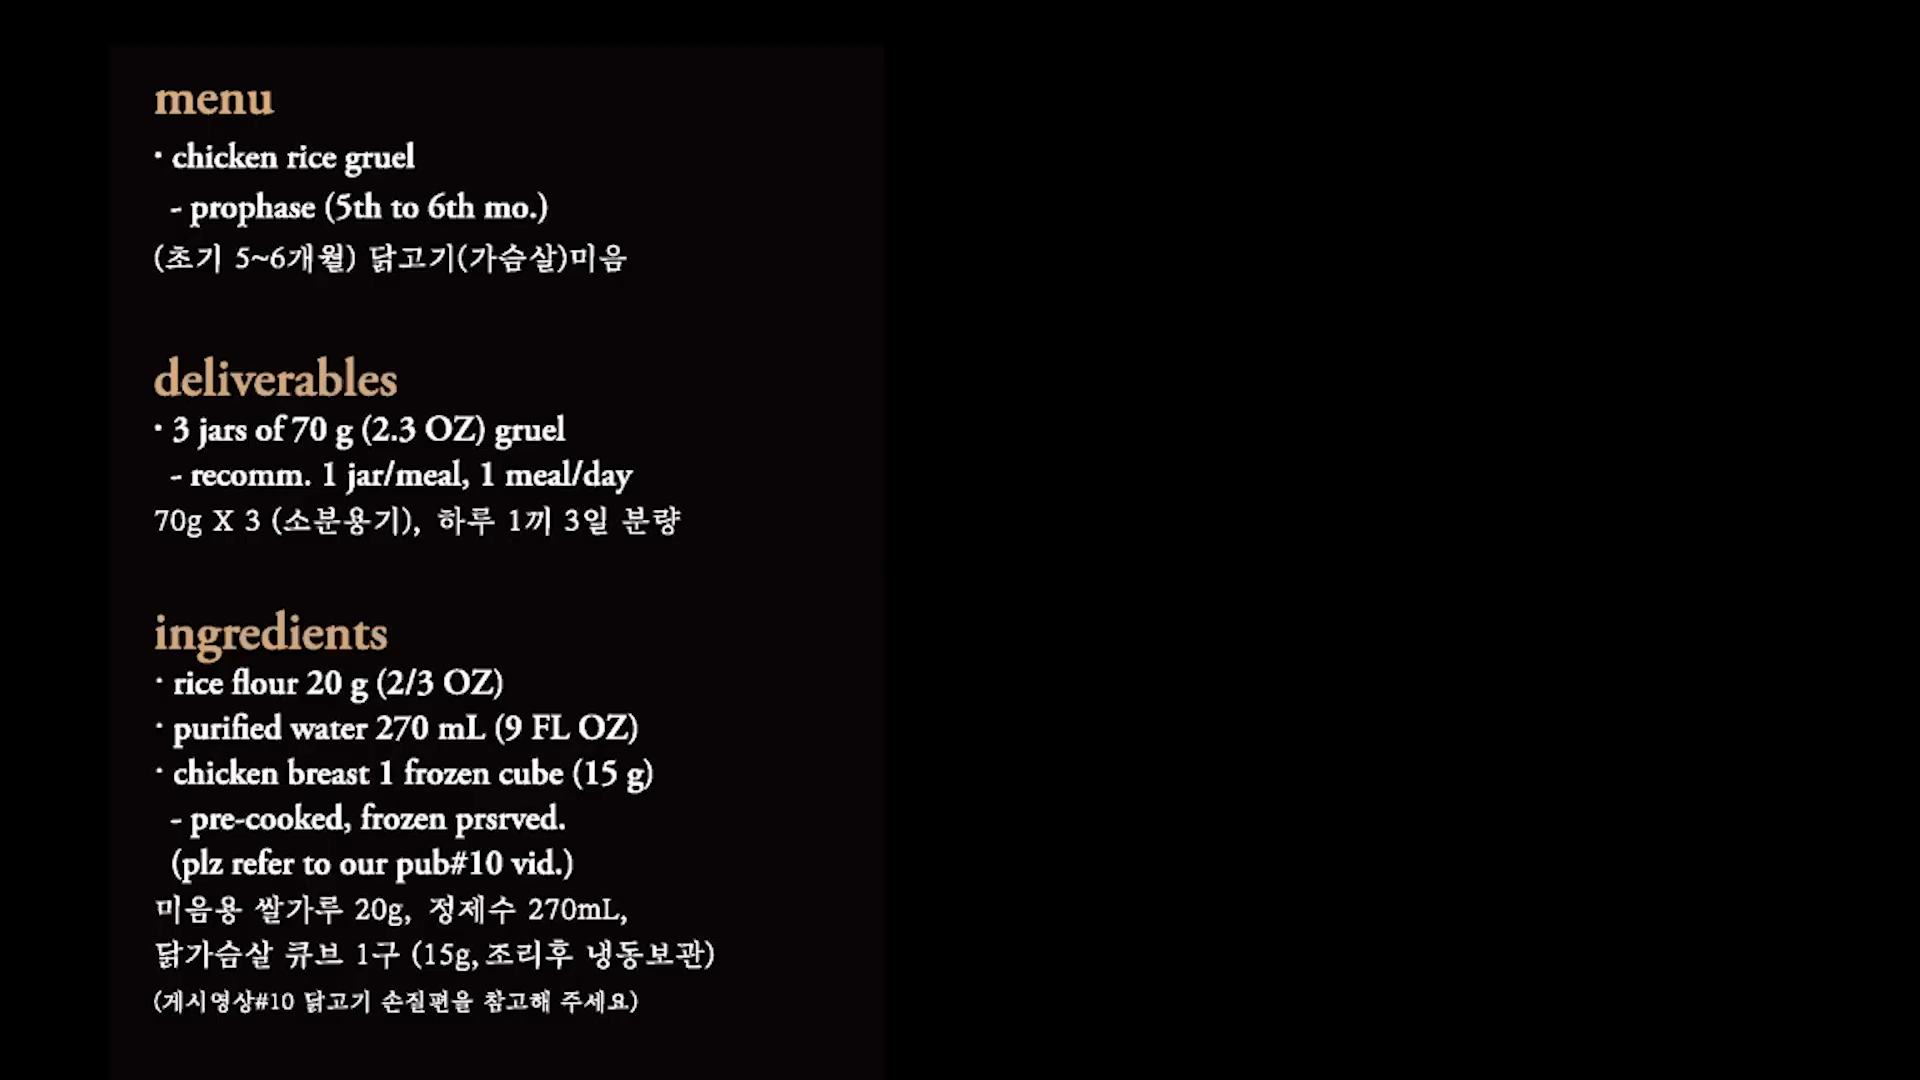 menu
· chicken rice gruel
- prophase (5th to 6th mo.)
(초기 5~6개월) 닭고기(가슴살)미음
deliverables
· 3 jars of 70 g (2.3 OZ) gruel
- recomm. 1 jar/meal, 1 meal/day
70g X 3 (소분용기), 하루 1끼 3일 분량
ingredients
· rice flour 20 g (2/3 OZ)
· purified water 270 mL (9 FL OZ)
· chicken breast 1 frozen cube (15 g)
- pre-cooked, frozen prsrved.
(plz refer to our pub#10 vid.)
미음용 쌀가루 20g, 정제수 270mL,
닭가슴살 큐브 1구 (15g,조리후 냉동보관)
(게시영상#10 닭고기 손질편을 참고해 주세요)